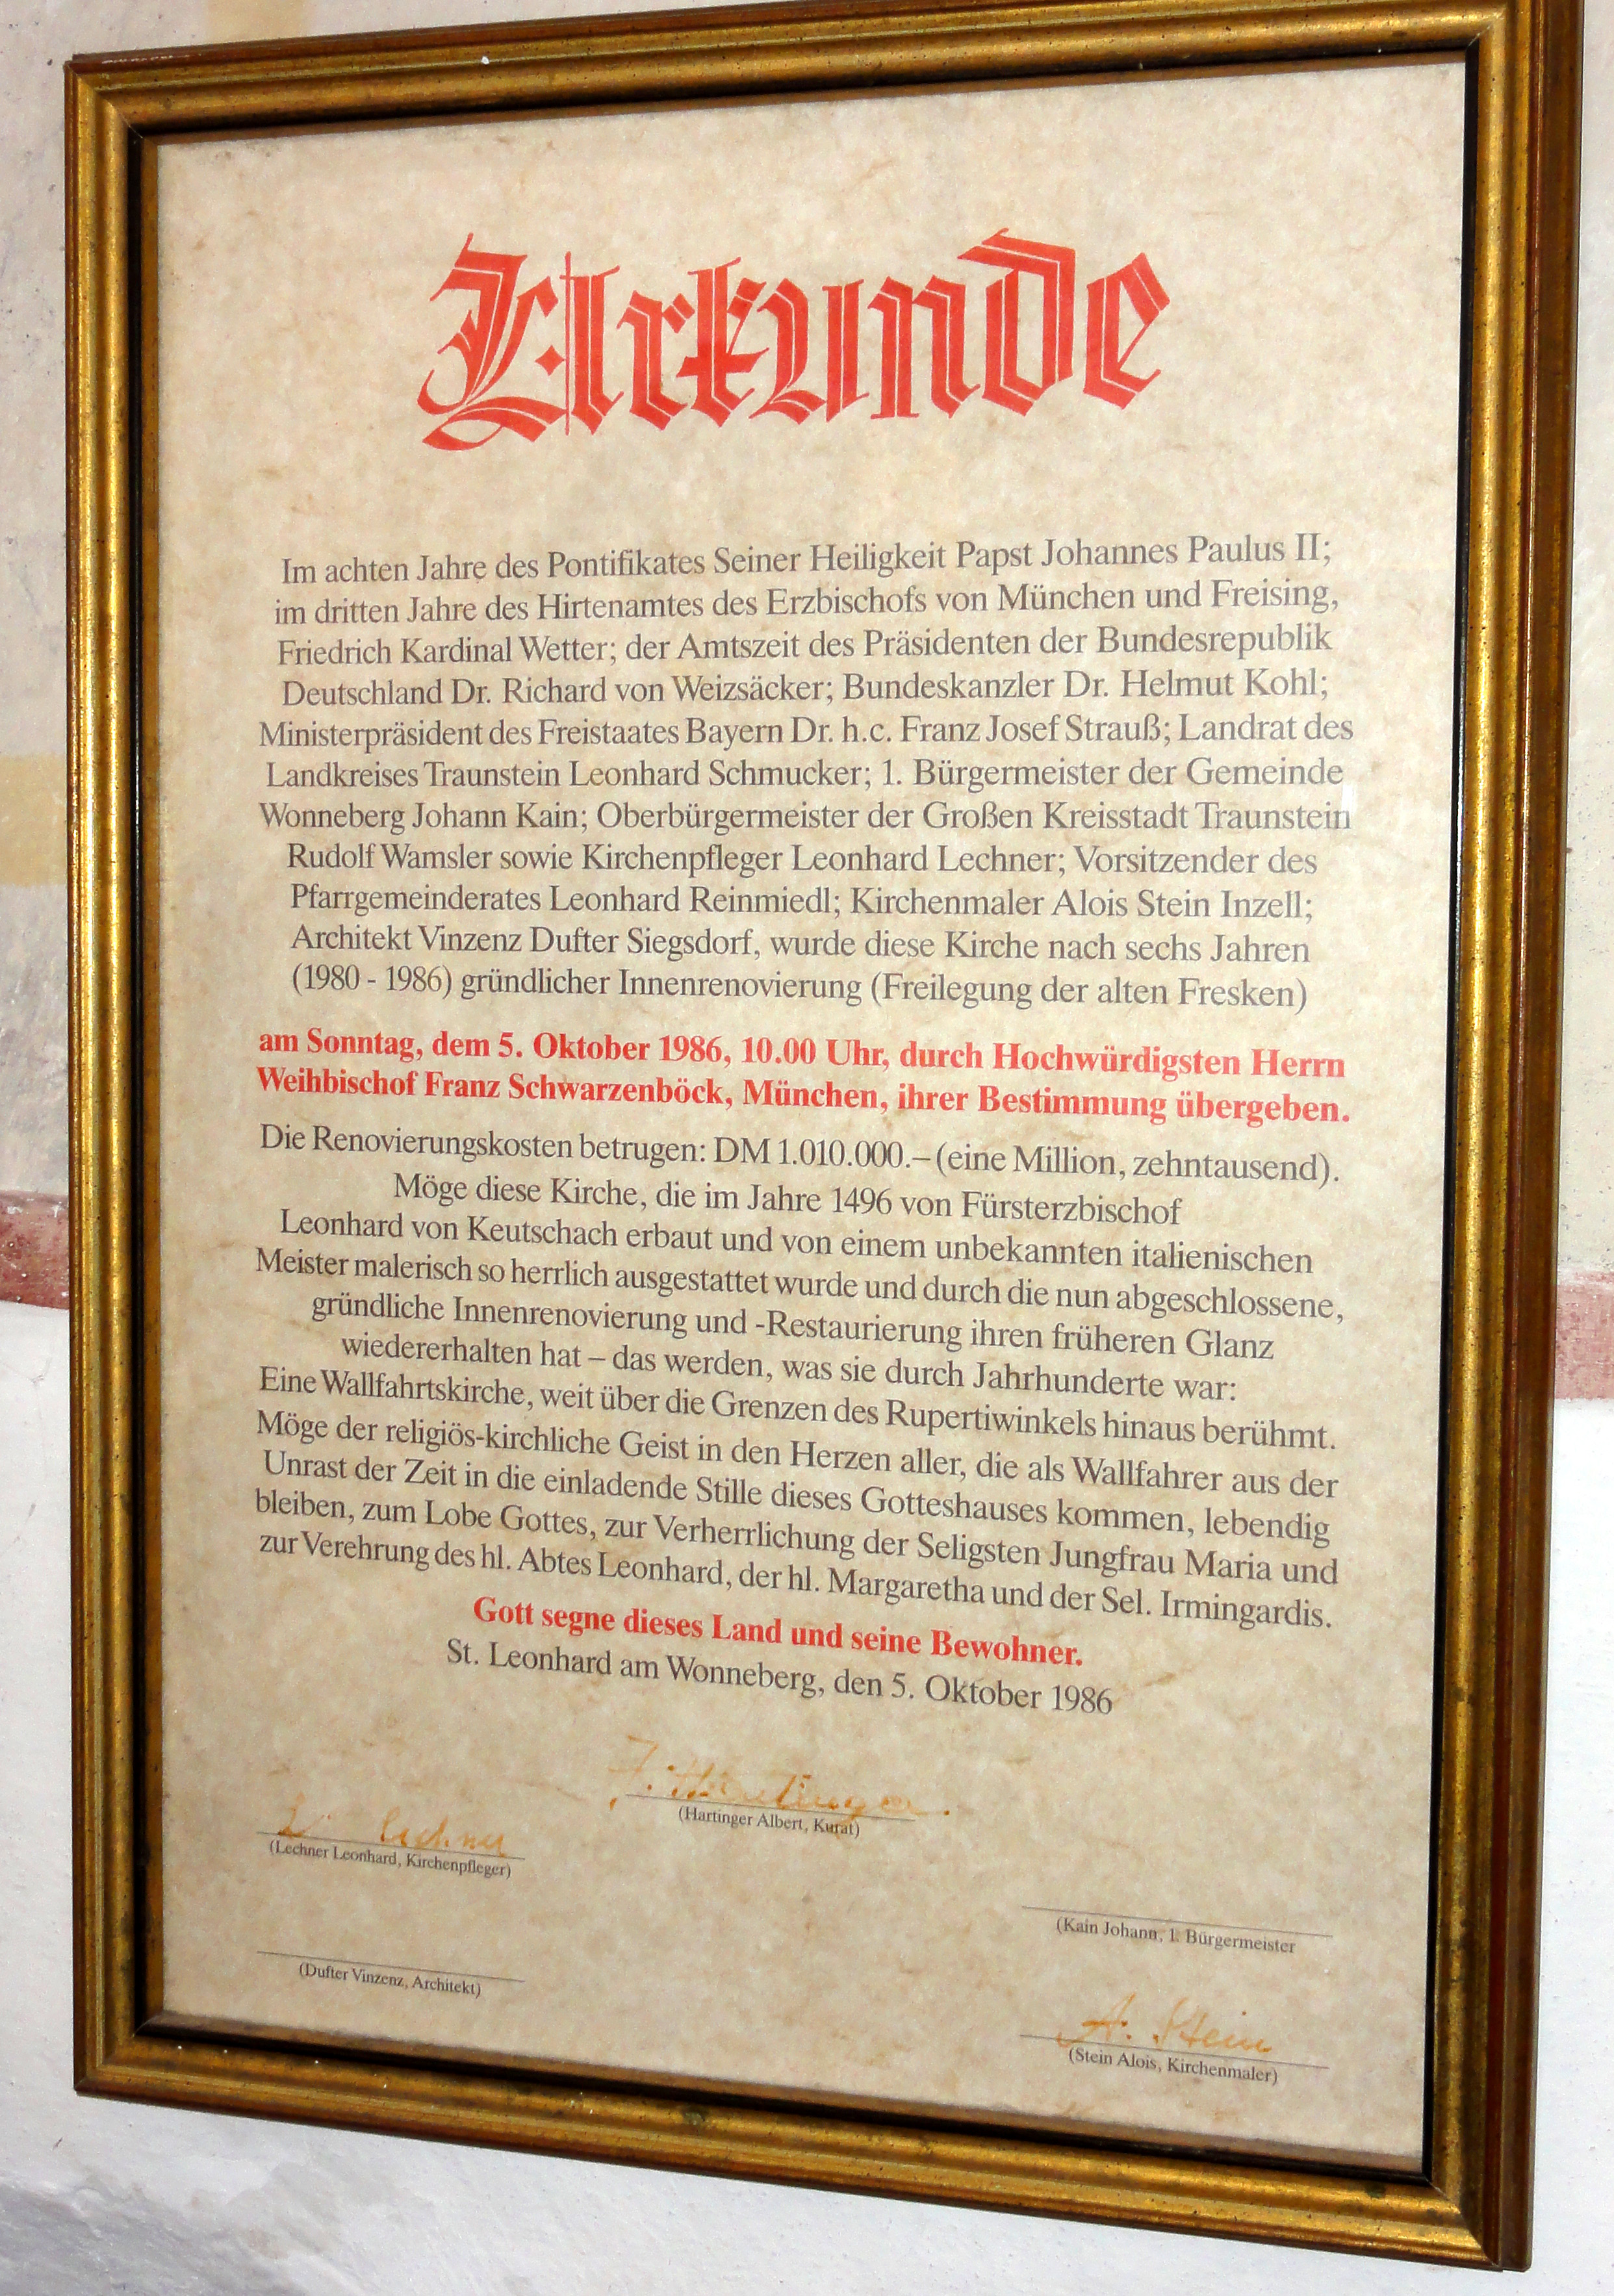 Urkunde
Im achten Jahre des Pontifikates Seiner Heiligkeit Papst Johannes Paulus II;
im dritten Jahre des Hirtenamtes des Erzbischofs von München und Freising,
Friedrich Kardinal Wetter; der Amtszeit des Präsidenten der Bundesrepublik
Deutschland Dr. Richard von Weizsäcker; Bundeskanzler Dr. Helmut Kohl;
Ministerpräsident des Freistaates Bayern Dr. h.c. Franz Josef Strauß; Landrat des
Landkreises Traunstein Leonhard Schmucker; 1. Bürgermeister der Gemeinde
Wonneberg Johann Kain; Oberbürgermeister der Großen Kreisstadt Traunstein
Rudolf Wamsler sowie Kirchenpfleger Leonhard Lechner; Vorsitzender des
Pfarrgemeinderates Leonhard Reinmiedl; Kirchenmaler Alois Stein Inzell;
Architekt Vinzenz Dufter Siegsdorf, wurde diese Kirche nach sechs Jahren
(1980 - 1986) gründlicher Innenrenovierung (Freilegung der alten Fresken)
am Sonntag, dem 5. Oktober 1986, 10.00 Uhr, durch Hochwürdigsten Herrn
Weihbischof Franz Schwarzenböck, München, ihrer Bestimmung übergeben.
Die Renovierungskosten betrugen: DM 1.010.000.– (eine Million, zehntausend).
Möge diese Kirche, die im Jahre 1496 von Fürsterzbischof
Leonhard von Keutschach erbaut und von einem unbekannten italienischen
Meister malerisch so herrlich ausgestattet wurde und durch die nun abgeschlossene,
gründliche Innenrenovierung und -Restaurierung ihren früheren Glanz
wiedererhalten hat – das werden, was sie durch Jahrhunderte war:
Eine Wallfahrtskirche, weit über die Grenzen des Rupertiwinkels hinaus berühmt.
Möge der religiös-kirchliche Geist in den Herzen aller, die als Wallfahrer aus der
Unrast der Zeit in die einladende Stille dieses Gotteshauses kommen, lebendig
bleiben, zum Lobe Gottes, zur Verherrlichung der Seligsten Jungfrau Maria und
zur Verehrung des hl. Abtes Leonhard, der hl. Margaretha und der Sel. Irmingardis.
Gott segne dieses Land und seine Bewohner.
St. Leonhard am Wonneberg, den 5. Oktober 1986
Hartinger
(Hartinger Albert, Kurat)
L. Lechner
(Lechner Leonhard, Kirchenpfleger)
(Kain Johann, 1. Bürgermeister
(Dufter Vinzenz, Architekt)
A. Stein
(Stein Alois, Kirchenmaler)